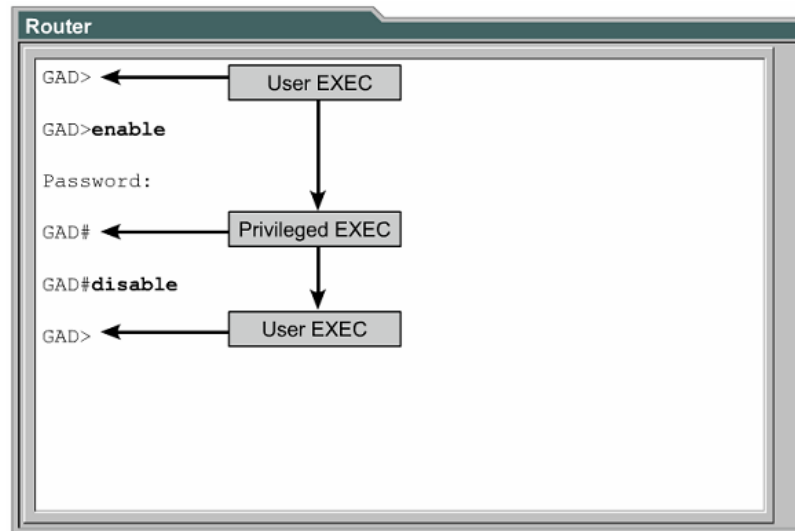 Router
GAD>
User EXEC
GAD>enable
Password:
GAD#
Privileged EXEC
GAD#disable
GAD>
User EXEC